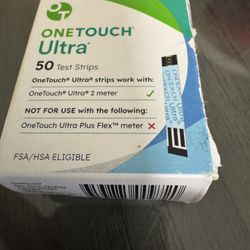 ONETOUCH®
Ultra®
50 Test Strips
OneTouch® Ultra® strips work with:
OneTouch® Ultra® 2 meter ✓
NOT FOR USE with the following:
OneTouch Ultra Plus Flex™ meter ✗
FSA/HSA ELIGIBLE